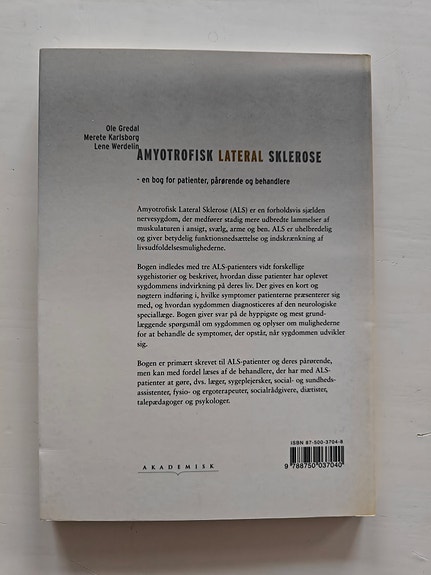 Ole Gredal
Merete Karlsborg
Lene Werdelin
AMYOTROFISK LATERAL SKLEROSE
- en bog for patienter, pårørende og behandlere
Amyotrofisk Lateral Sklerose (ALS) er en forholdsvis sjælden
nervesygdom, der medfører stadig mere udbredte lammelser af
muskulaturen i ansigt, svælg, arme og ben. ALS er uhelbredelig
og giver betydelig funktionsnedsættelse og indskrænkning af
livsudfoldelsesmulighederne.
Bogen indledes med tre ALS-patienters vidt forskellige
sygehistorier og beskriver, hvordan disse patienter har oplevet
sygdommens indvirkning på deres liv. Der gives en kort og
nøgtern indføring i, hvilke symptomer patienterne præsenterer sig
med, og hvordan sygdommen diagnosticeres af den neurologiske
speciallæge. Bogen giver svar på de hyppigste og mest grund-
læggende spørgsmål om sygdommen og oplyser om mulighederne
for at behandle de symptomer, der opstår, når sygdommen udvikler
sig.
Bogen er primært skrevet til ALS-patienter og deres pårørende,
men kan med fordel læses af de behandlere, der har med ALS-
patienter at gøre, dvs. læger, sygeplejersker, social- og sundheds-
assistenter, fysio- og ergoterapeuter, socialrådgivere, diætister,
talepædagoger og psykologer.
ISBN 87-500-3704-8
9 788750 037040
AKADEMISK